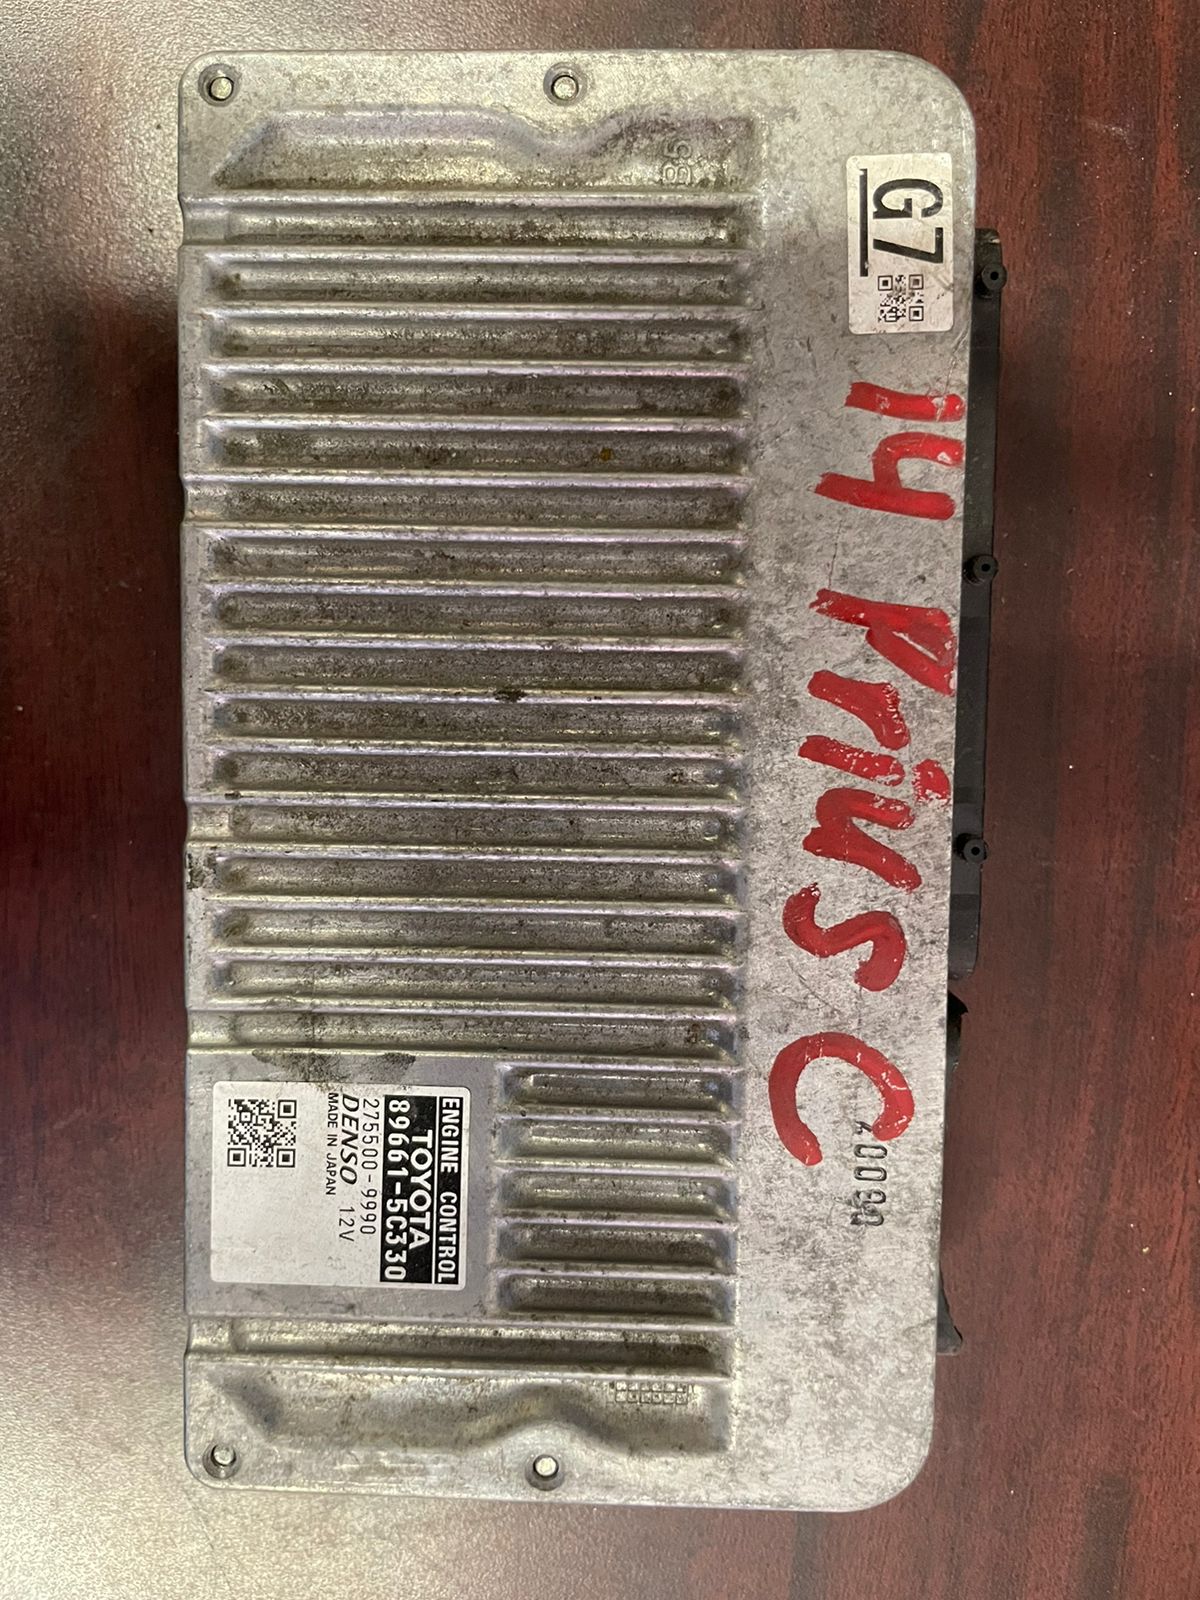 G7
14 Prius C
ENGINE CONTROL
TOYOTA
89661-5C330
275500-9990
DENSO 12V
MADE IN JAPAN